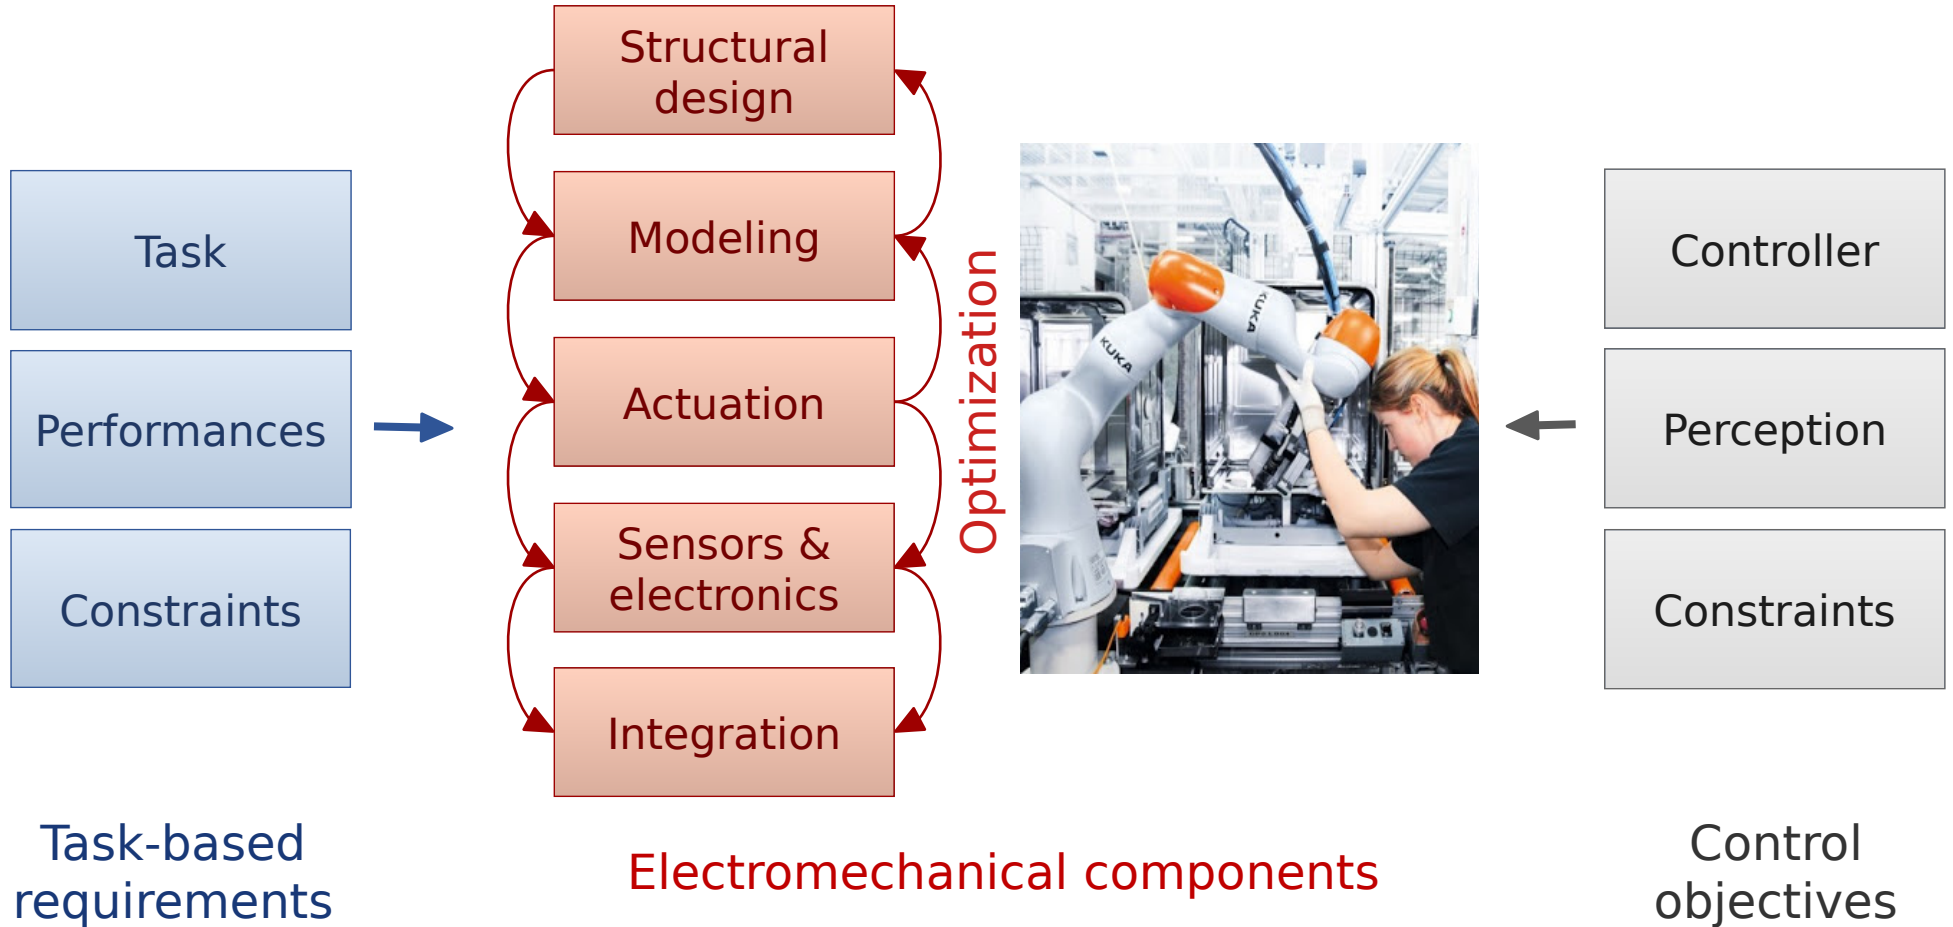 Task
Performances
Constraints
Task-based
requirements
Structural
design
Modeling
Actuation
Sensors &
electronics
Integration
Optimization
KUKA
KUKA
Electromechanical components
Controller
Perception
Constraints
Control
objectives